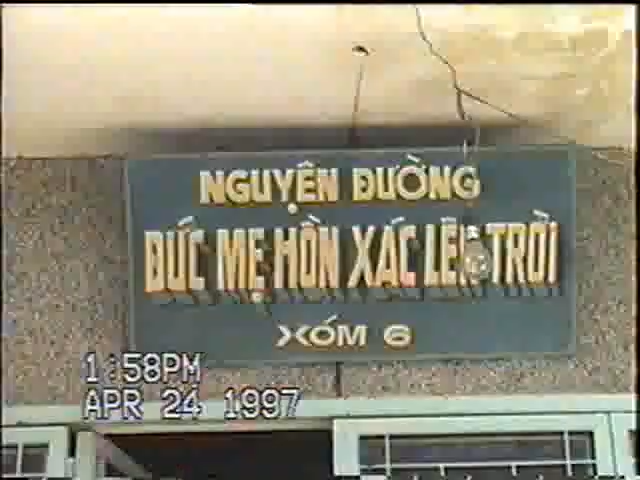 NGUYỆN ĐƯỜNG
ĐỨC MẸ HỒN XÁC LÊN TRỜI
XÓM 6
1:58PM
APR 24 1997